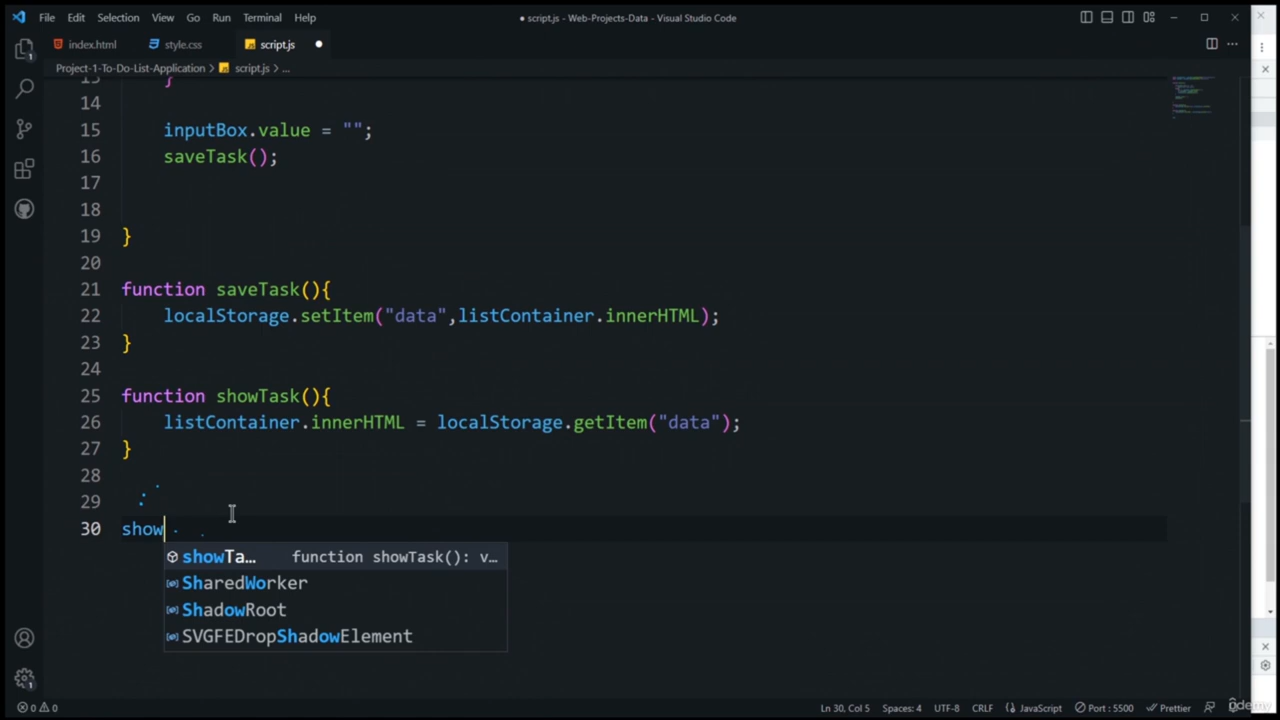 File Edit Selection View Go Run Terminal Help
● script.js - Web-Projects-Data - Visual Studio Code
index.html style.css script.js
Project-1-To-Do-List-Application > script.js > ...
14
15 inputBox.value = "";
16 saveTask();
17
18
19 }
20
21 function saveTask(){
22 localStorage.setItem("data",listContainer.innerHTML);
23 }
24
25 function showTask(){
26 listContainer.innerHTML = localStorage.getItem("data");
27 }
28
29
30 show
showTa… function showTask(): v…
SharedWorker
ShadowRoot
SVGFEDropShadowElement
0 0 Ln 30, Col 5 Spaces: 4 UTF-8 CRLF {} JavaScript Port : 5500 Prettier
udemy